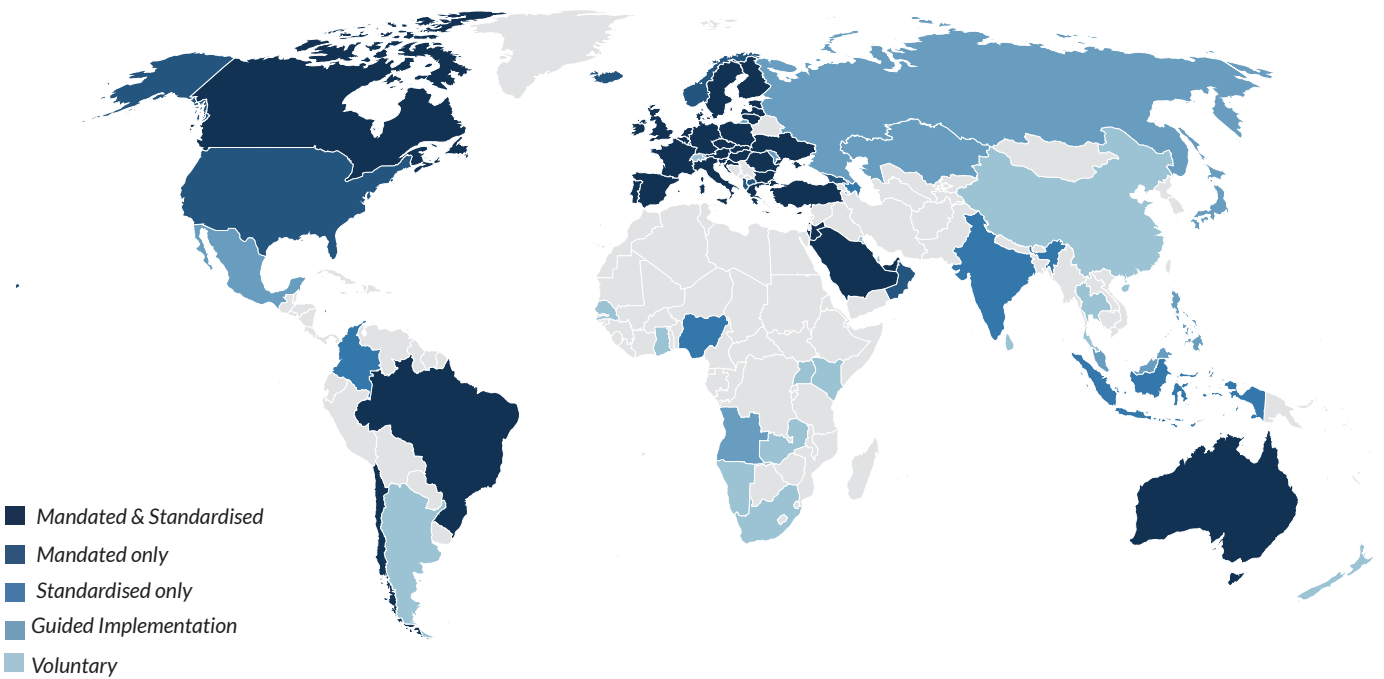 Mandated & Standardised
Mandated only
Standardised only
Guided Implementation
Voluntary